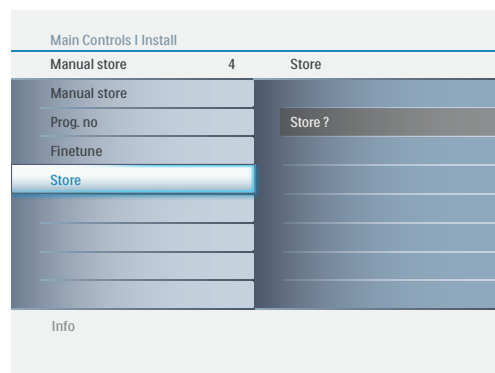 Main Controls I Install
Manual store 4 Store
Manual store
Prog. no Store ?
Finetune
Store
Info